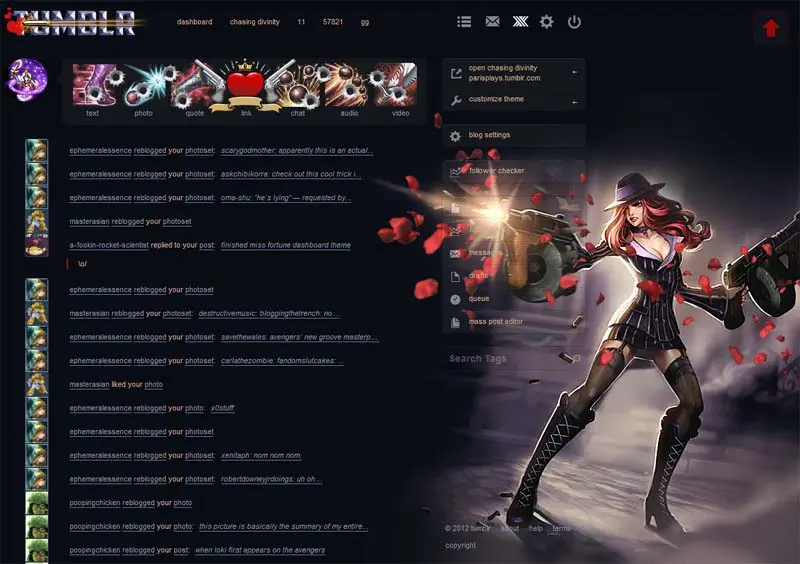 TUMBLR
dashboard chasing divinity 11 57821 gg
text photo quote link chat audio video
open chasing divinity
parisplays.tumblr.com
customize theme
blog settings
follower checker
messages
drafts
queue
mass post editor
Search Tags
ephemeralessence reblogged your photoset: scarygodmother: apparently this is an actual...
ephemeralessence reblogged your photoset: askchibikorra: check out this cool trick i...
ephemeralessence reblogged your photoset: oma-shu: "he's lying" — requested by...
masterasian reblogged your photoset
a-fookin-rocket-scientist replied to your post: finished miss fortune dashboard theme
\o/
ephemeralessence reblogged your photoset
masterasian reblogged your photoset: destructivemusic: bloggingthetrench: no...
ephemeralessence reblogged your photoset: savethewales: avengers' new groove masterp...
ephemeralessence reblogged your photoset: carlathezombie: fandomslutcakes: ...
masterasian liked your photo
ephemeralessence reblogged your photo: x0stuff
ephemeralessence reblogged your photoset
ephemeralessence reblogged your photoset: xenitaph: nom nom nom.
ephemeralessence reblogged your photoset: robertdowneyjrdoings: uh oh...
poopingchicken reblogged your photo
poopingchicken reblogged your photo: this picture is basically the summary of my entire...
poopingchicken reblogged your post: when loki first appears on the avengers
© 2012 tumblr about help terms
copyright